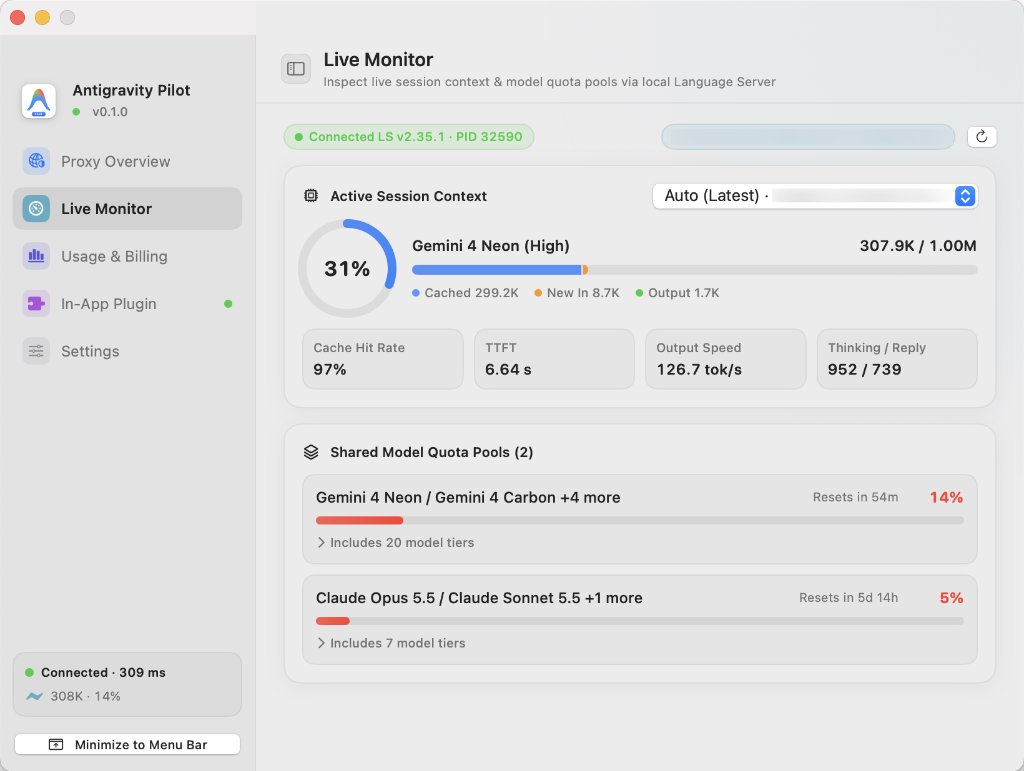 Antigravity Pilot
v0.1.0
Proxy Overview
Live Monitor
Usage & Billing
In-App Plugin
Settings
Connected · 309 ms
308K · 14%
Minimize to Menu Bar
Live Monitor
Inspect live session context & model quota pools via local Language Server
Connected LS v2.35.1 · PID 32590
Active Session Context
Auto (Latest) ·
31%
Gemini 4 Neon (High)
307.9K / 1.00M
Cached 299.2K
New In 8.7K
Output 1.7K
Cache Hit Rate
97%
TTFT
6.64 s
Output Speed
126.7 tok/s
Thinking / Reply
952 / 739
Shared Model Quota Pools (2)
Gemini 4 Neon / Gemini 4 Carbon +4 more
Resets in 54m
14%
Includes 20 model tiers
Claude Opus 5.5 / Claude Sonnet 5.5 +1 more
Resets in 5d 14h
5%
Includes 7 model tiers